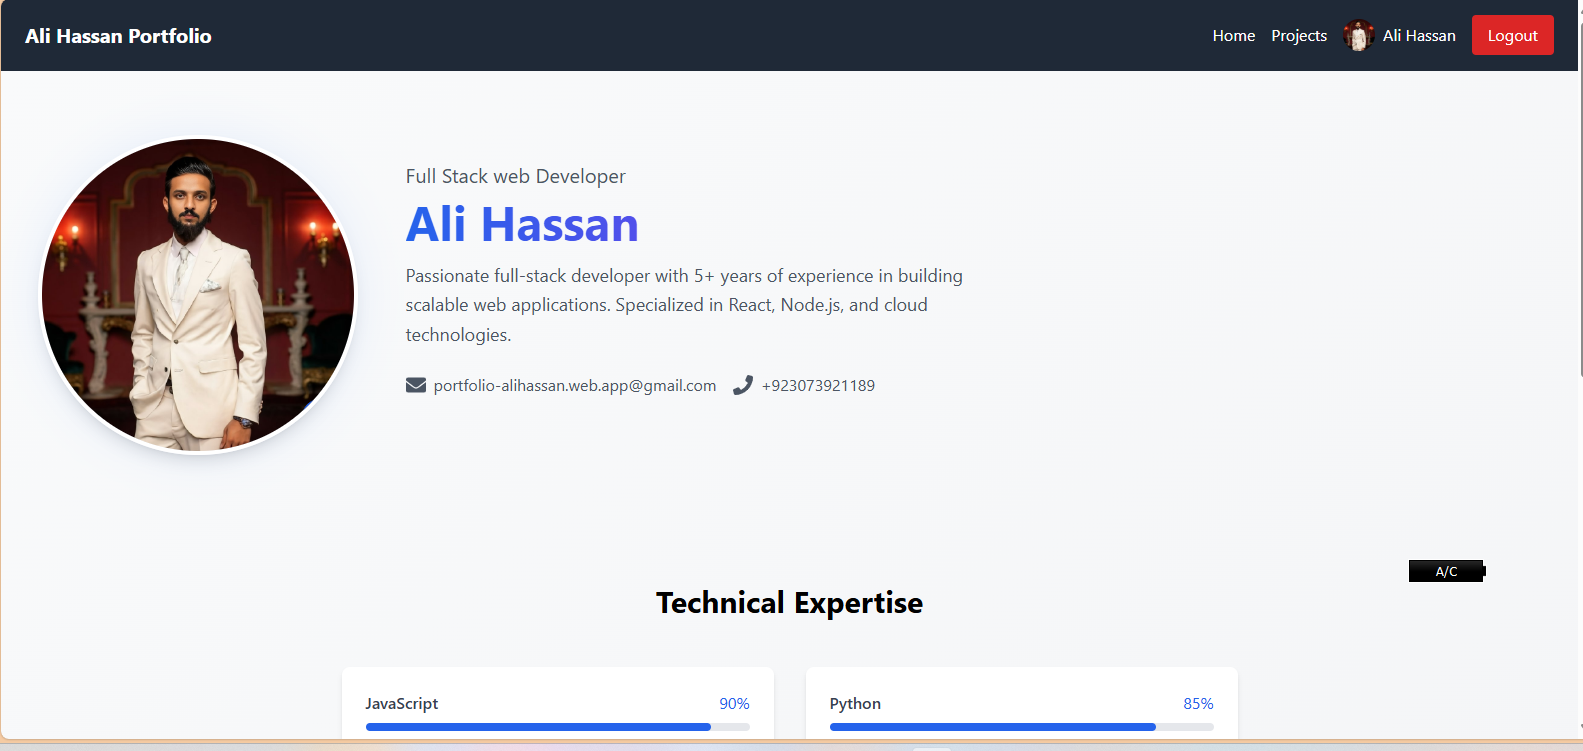 Ali Hassan Portfolio
Home Projects Ali Hassan Logout
Full Stack web Developer
Ali Hassan
Passionate full-stack developer with 5+ years of experience in building
scalable web applications. Specialized in React, Node.js, and cloud
technologies.
portfolio-alihassan.web.app@gmail.com +923073921189
A/C
Technical Expertise
JavaScript 90% Python 85%